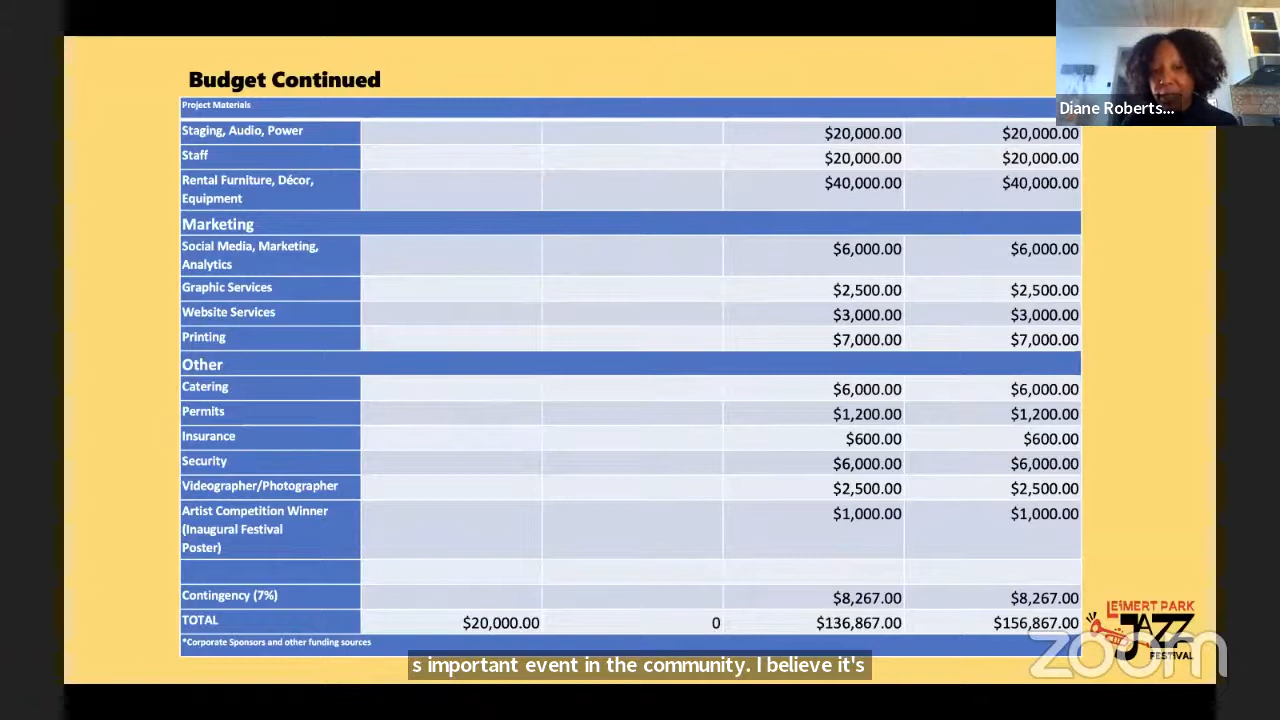 Budget Continued
Project Materials
Staging, Audio, Power $20,000.00 $20,000.00
Staff $20,000.00 $20,000.00
Rental Furniture, Décor, $40,000.00 $40,000.00
Equipment
Marketing
Social Media, Marketing, $6,000.00 $6,000.00
Analytics
Graphic Services $2,500.00 $2,500.00
Website Services $3,000.00 $3,000.00
Printing $7,000.00 $7,000.00
Other
Catering $6,000.00 $6,000.00
Permits $1,200.00 $1,200.00
Insurance $600.00 $600.00
Security $6,000.00 $6,000.00
Videographer/Photographer $2,500.00 $2,500.00
Artist Competition Winner $1,000.00 $1,000.00
(Inaugural Festival
Poster)
Contingency (7%) $8,267.00 $8,267.00
TOTAL $20,000.00 0 $136,867.00 $156,867.00
*Corporate Sponsors and other funding sources
Diane Roberts...
LEIMERT PARK
JAZZ
FESTIVAL
zoom
s important event in the community. I believe it's